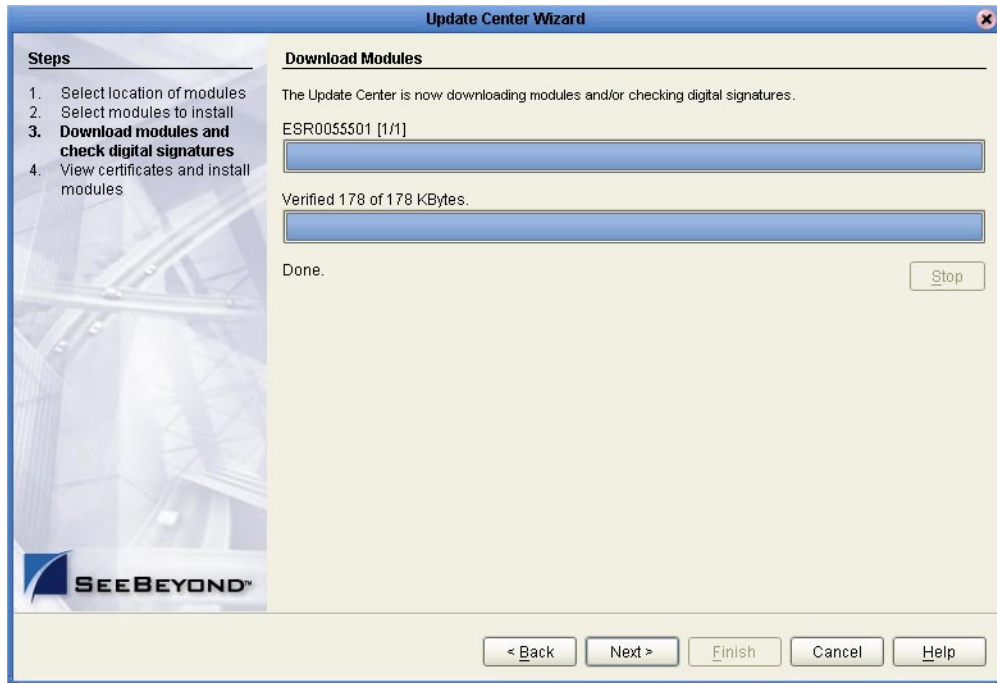 Update Center Wizard
Steps
1. Select location of modules
2. Select modules to install
3. Download modules and
check digital signatures
4. View certificates and install
modules
Download Modules
The Update Center is now downloading modules and/or checking digital signatures.
ESR0055501 [1/1]
Verified 178 of 178 KBytes.
Done.
Stop
SEEBEYOND™
< Back
Next >
Finish
Cancel
Help